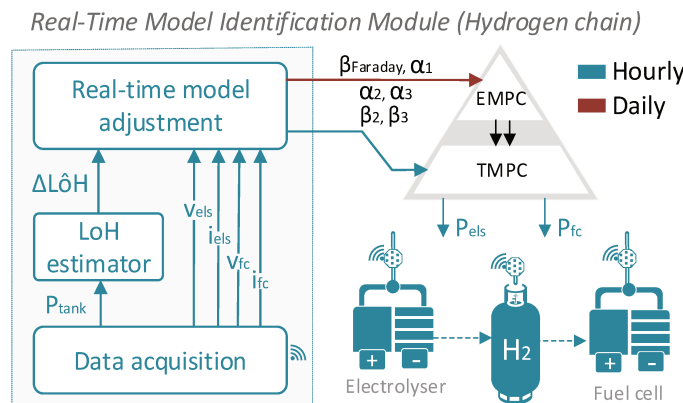 Real-Time Model Identification Module (Hydrogen chain)
Real-time model
adjustment
βFaraday, α1
α2, α3
β2, β3
EMPC
TMPC
Hourly
Daily
ΔLôH
LoH
estimator
Ptank
vels
iels
vfc
ifc
Data acquisition
Pels
Pfc
H2
+
-
+
-
Electrolyser
Fuel cell